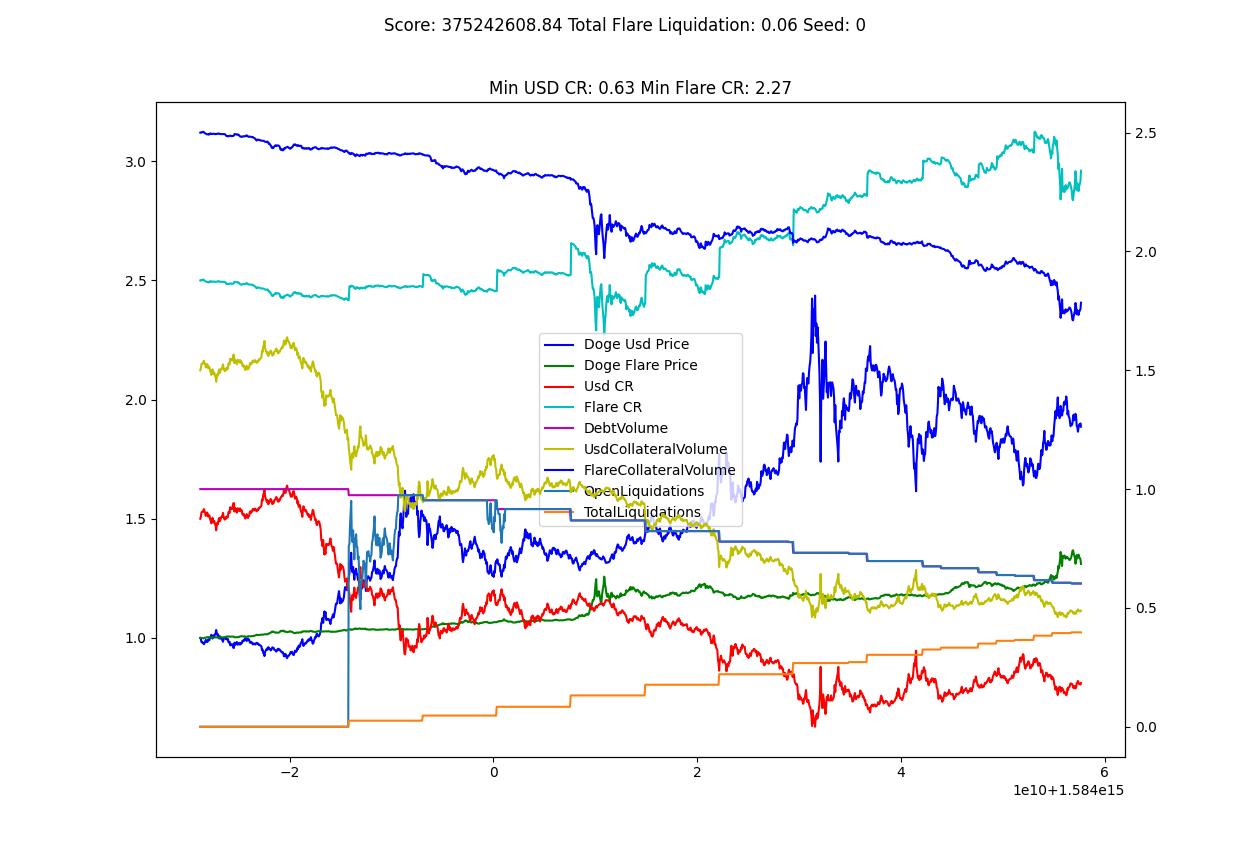 Score: 375242608.84 Total Flare Liquidation: 0.06 Seed: 0
Min USD CR: 0.63 Min Flare CR: 2.27
3.0
2.5
2.0
1.5
1.0
2.5
2.0
1.5
1.0
0.5
0.0
Doge Usd Price
Doge Flare Price
Usd CR
Flare CR
DebtVolume
UsdCollateralVolume
FlareCollateralVolume
OpenLiquidations
TotalLiquidations
−2 0 2 4 6
1e10+1.584e15